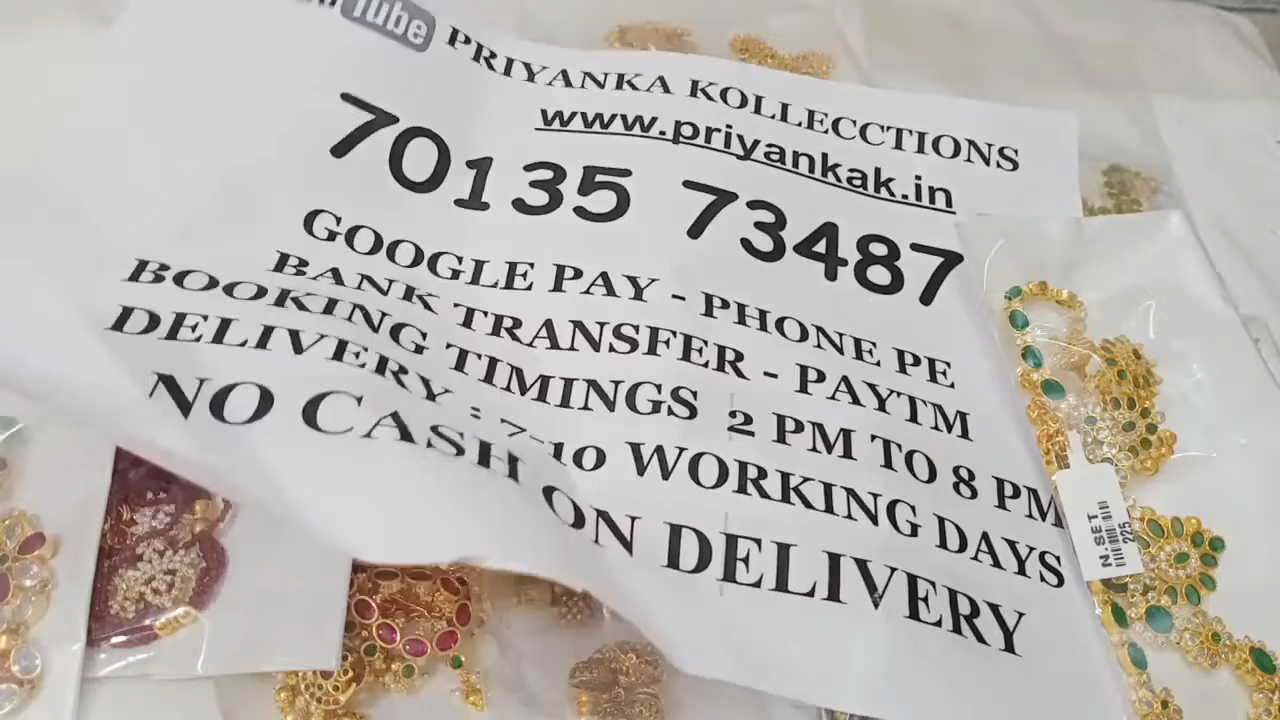 Tube PRIYANKA KOLLECCTIONS
www.priyankak.in
70135 73487
GOOGLE PAY - PHONE PE
BANK TRANSFER - PAYTM
BOOKING TIMINGS 2 PM TO 8 PM
DELIVERY : 7-10 WORKING DAYS
NO CASH ON DELIVERY
N.SET
225